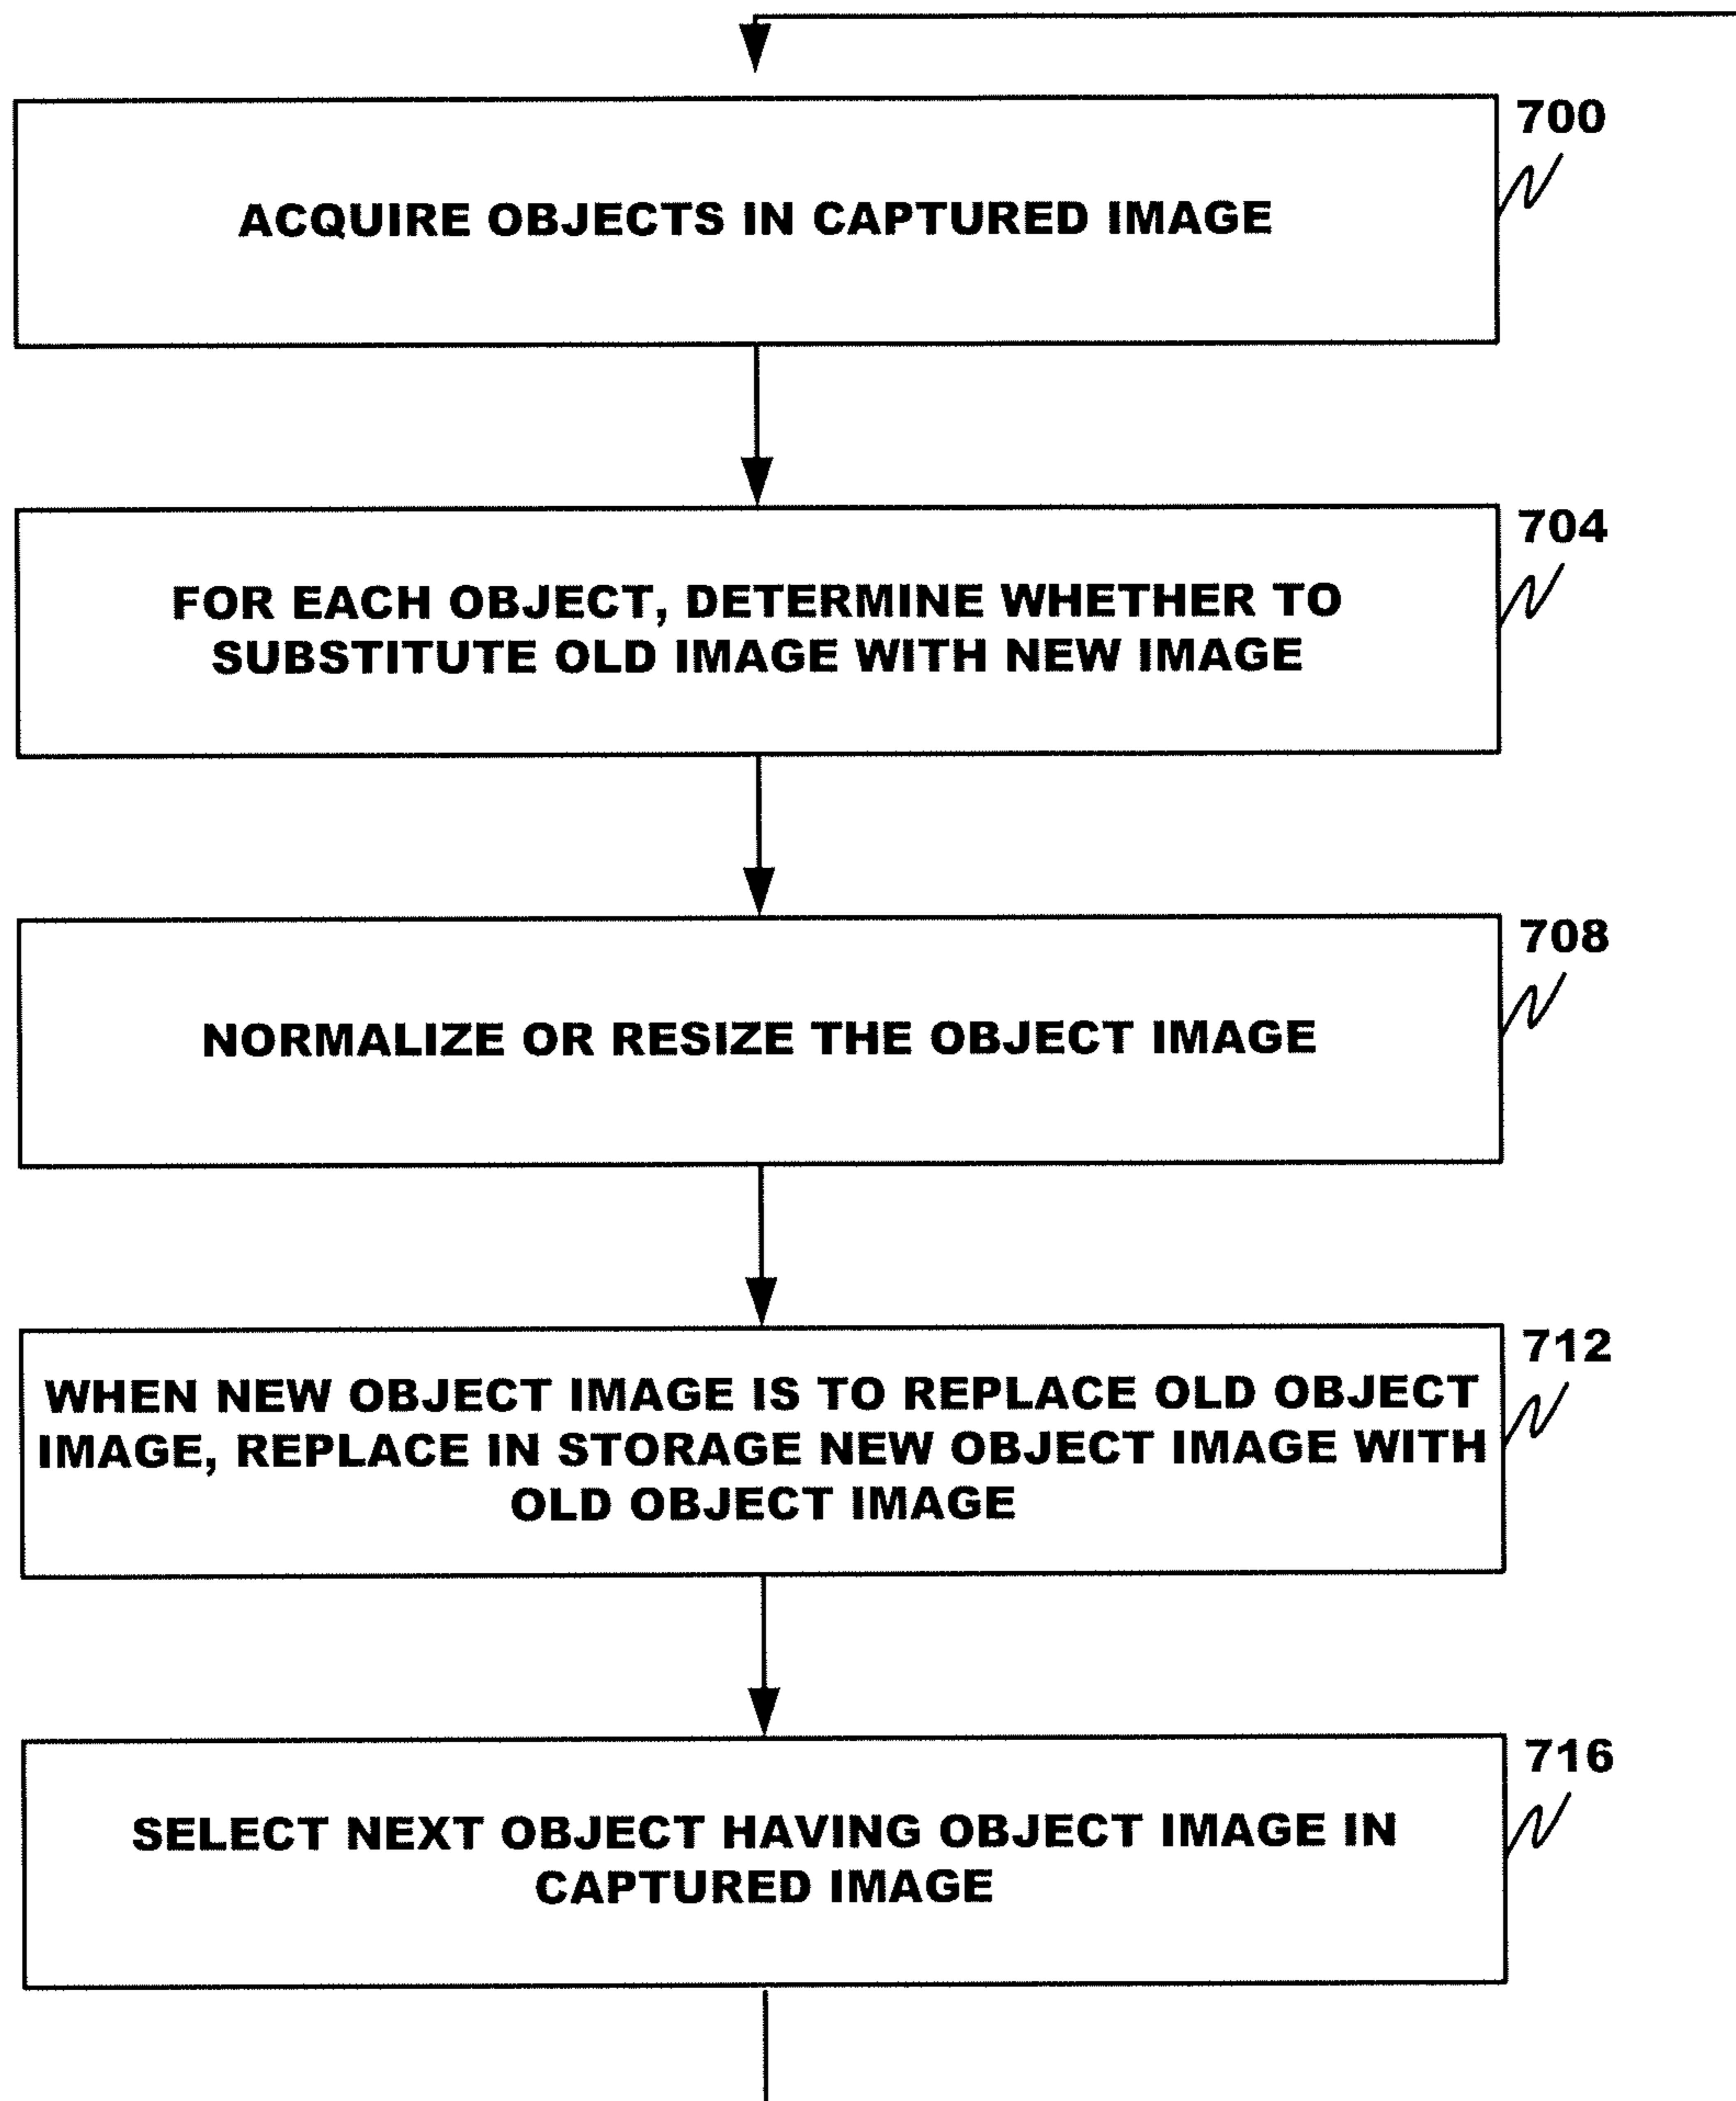 700
ACQUIRE OBJECTS IN CAPTURED IMAGE
704
FOR EACH OBJECT, DETERMINE WHETHER TO
SUBSTITUTE OLD IMAGE WITH NEW IMAGE
708
NORMALIZE OR RESIZE THE OBJECT IMAGE
712
WHEN NEW OBJECT IMAGE IS TO REPLACE OLD OBJECT
IMAGE, REPLACE IN STORAGE NEW OBJECT IMAGE WITH
OLD OBJECT IMAGE
716
SELECT NEXT OBJECT HAVING OBJECT IMAGE IN
CAPTURED IMAGE